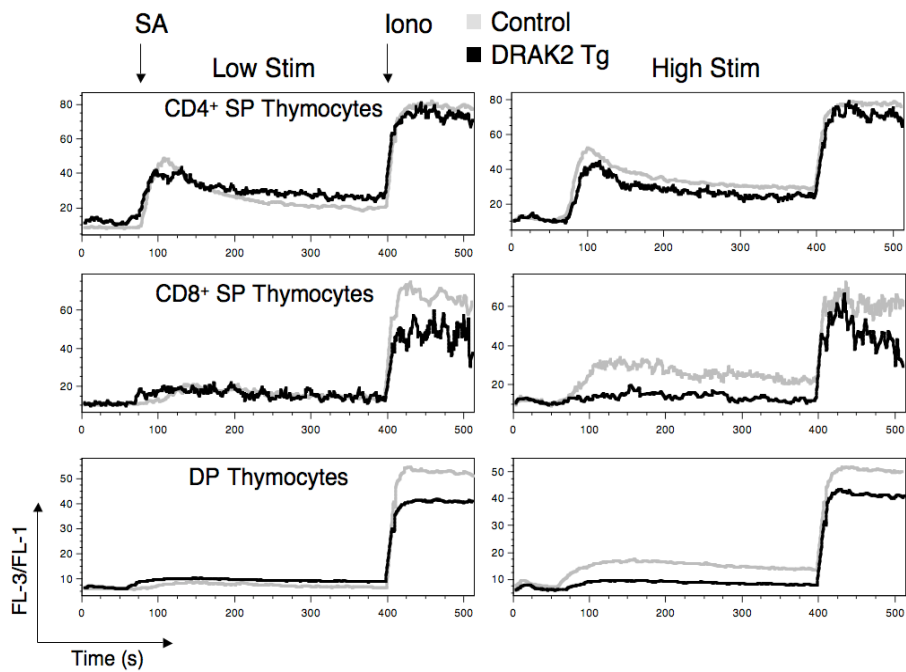 SA
Iono
Control
DRAK2 Tg
Low Stim
High Stim
CD4+ SP Thymocytes
80
60
40
20
0 100 200 300 400 500
80
60
40
20
0 100 200 300 400 500
CD8+ SP Thymocytes
60
40
20
0 100 200 300 400 500
60
40
20
0 100 200 300 400 500
DP Thymocytes
50
40
30
20
10
0 100 200 300 400 500
50
40
30
20
10
0 100 200 300 400 500
FL-3/FL-1
Time (s)